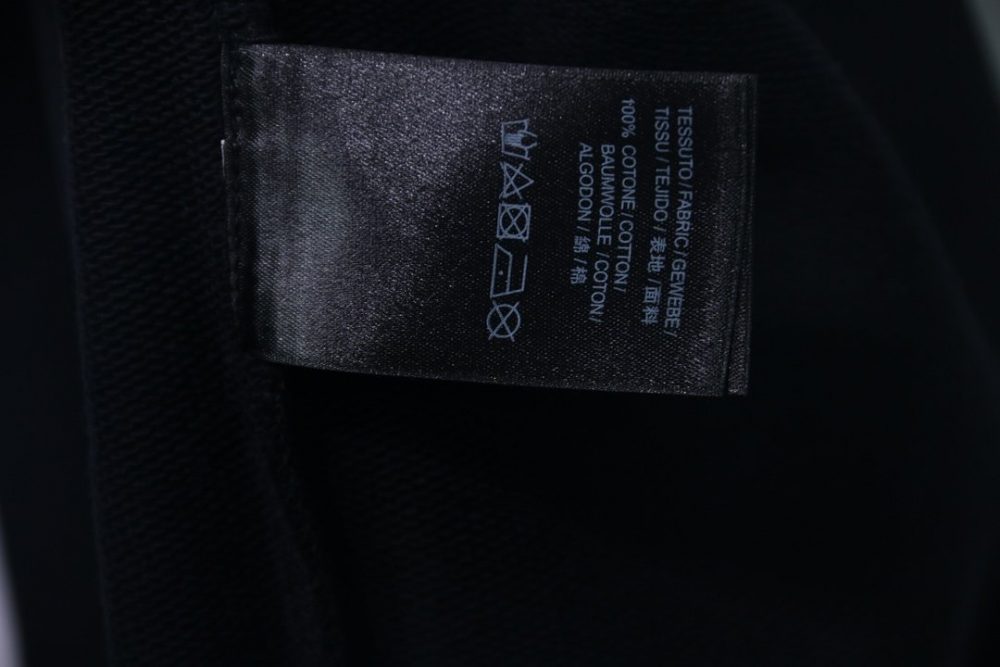 TESSUTO / FABRIC / GEWEBE /
TISSU / TEJIDO / 表地 / 面料
100% COTONE / COTTON /
BAUMWOLLE / COTON /
ALGODON / 綿 / 棉